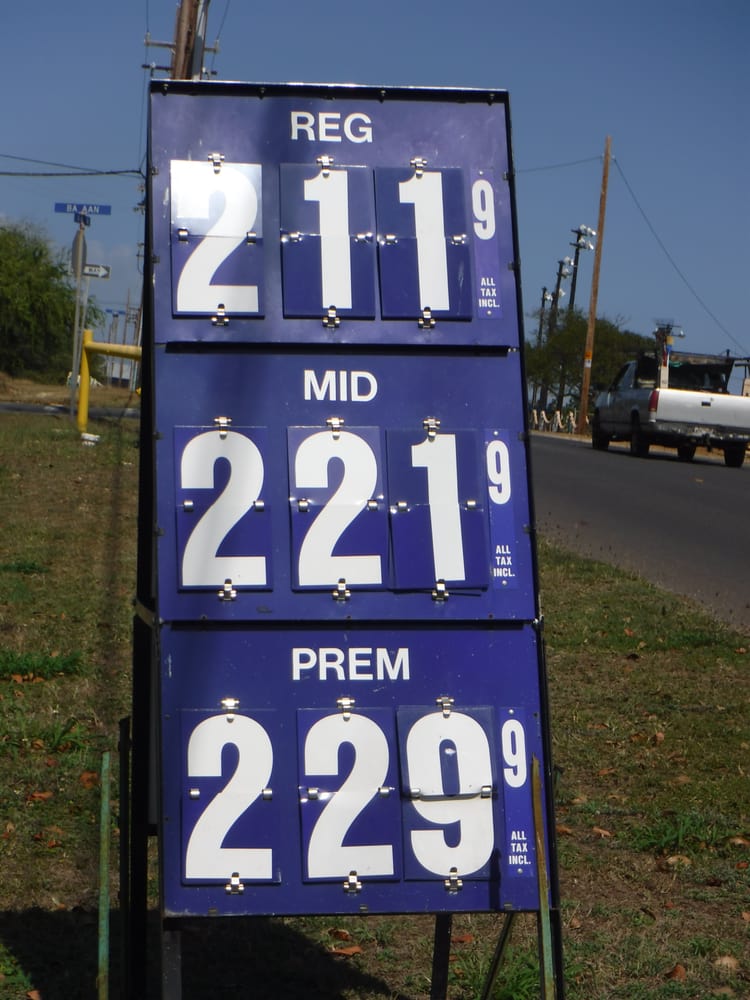 REG
2 1 1 9
ALL
TAX
INCL.
MID
2 2 1 9
ALL
TAX
INCL.
PREM
2 2 9 9
ALL
TAX
INCL.